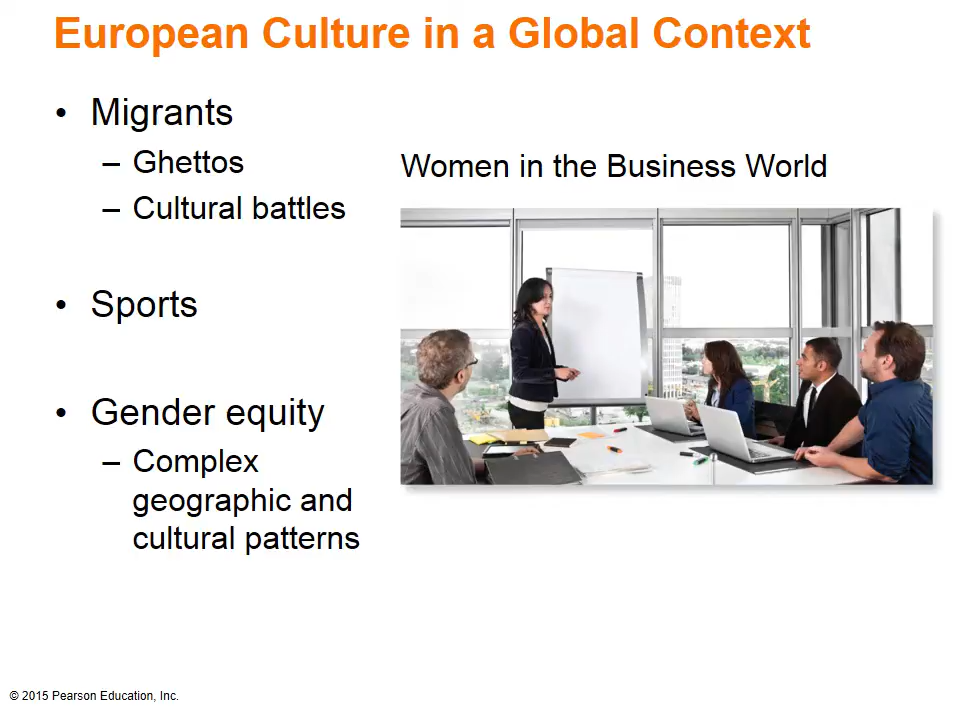 European Culture in a Global Context
• Migrants
– Ghettos
– Cultural battles
• Sports
• Gender equity
– Complex
geographic and
cultural patterns
Women in the Business World
© 2015 Pearson Education, Inc.